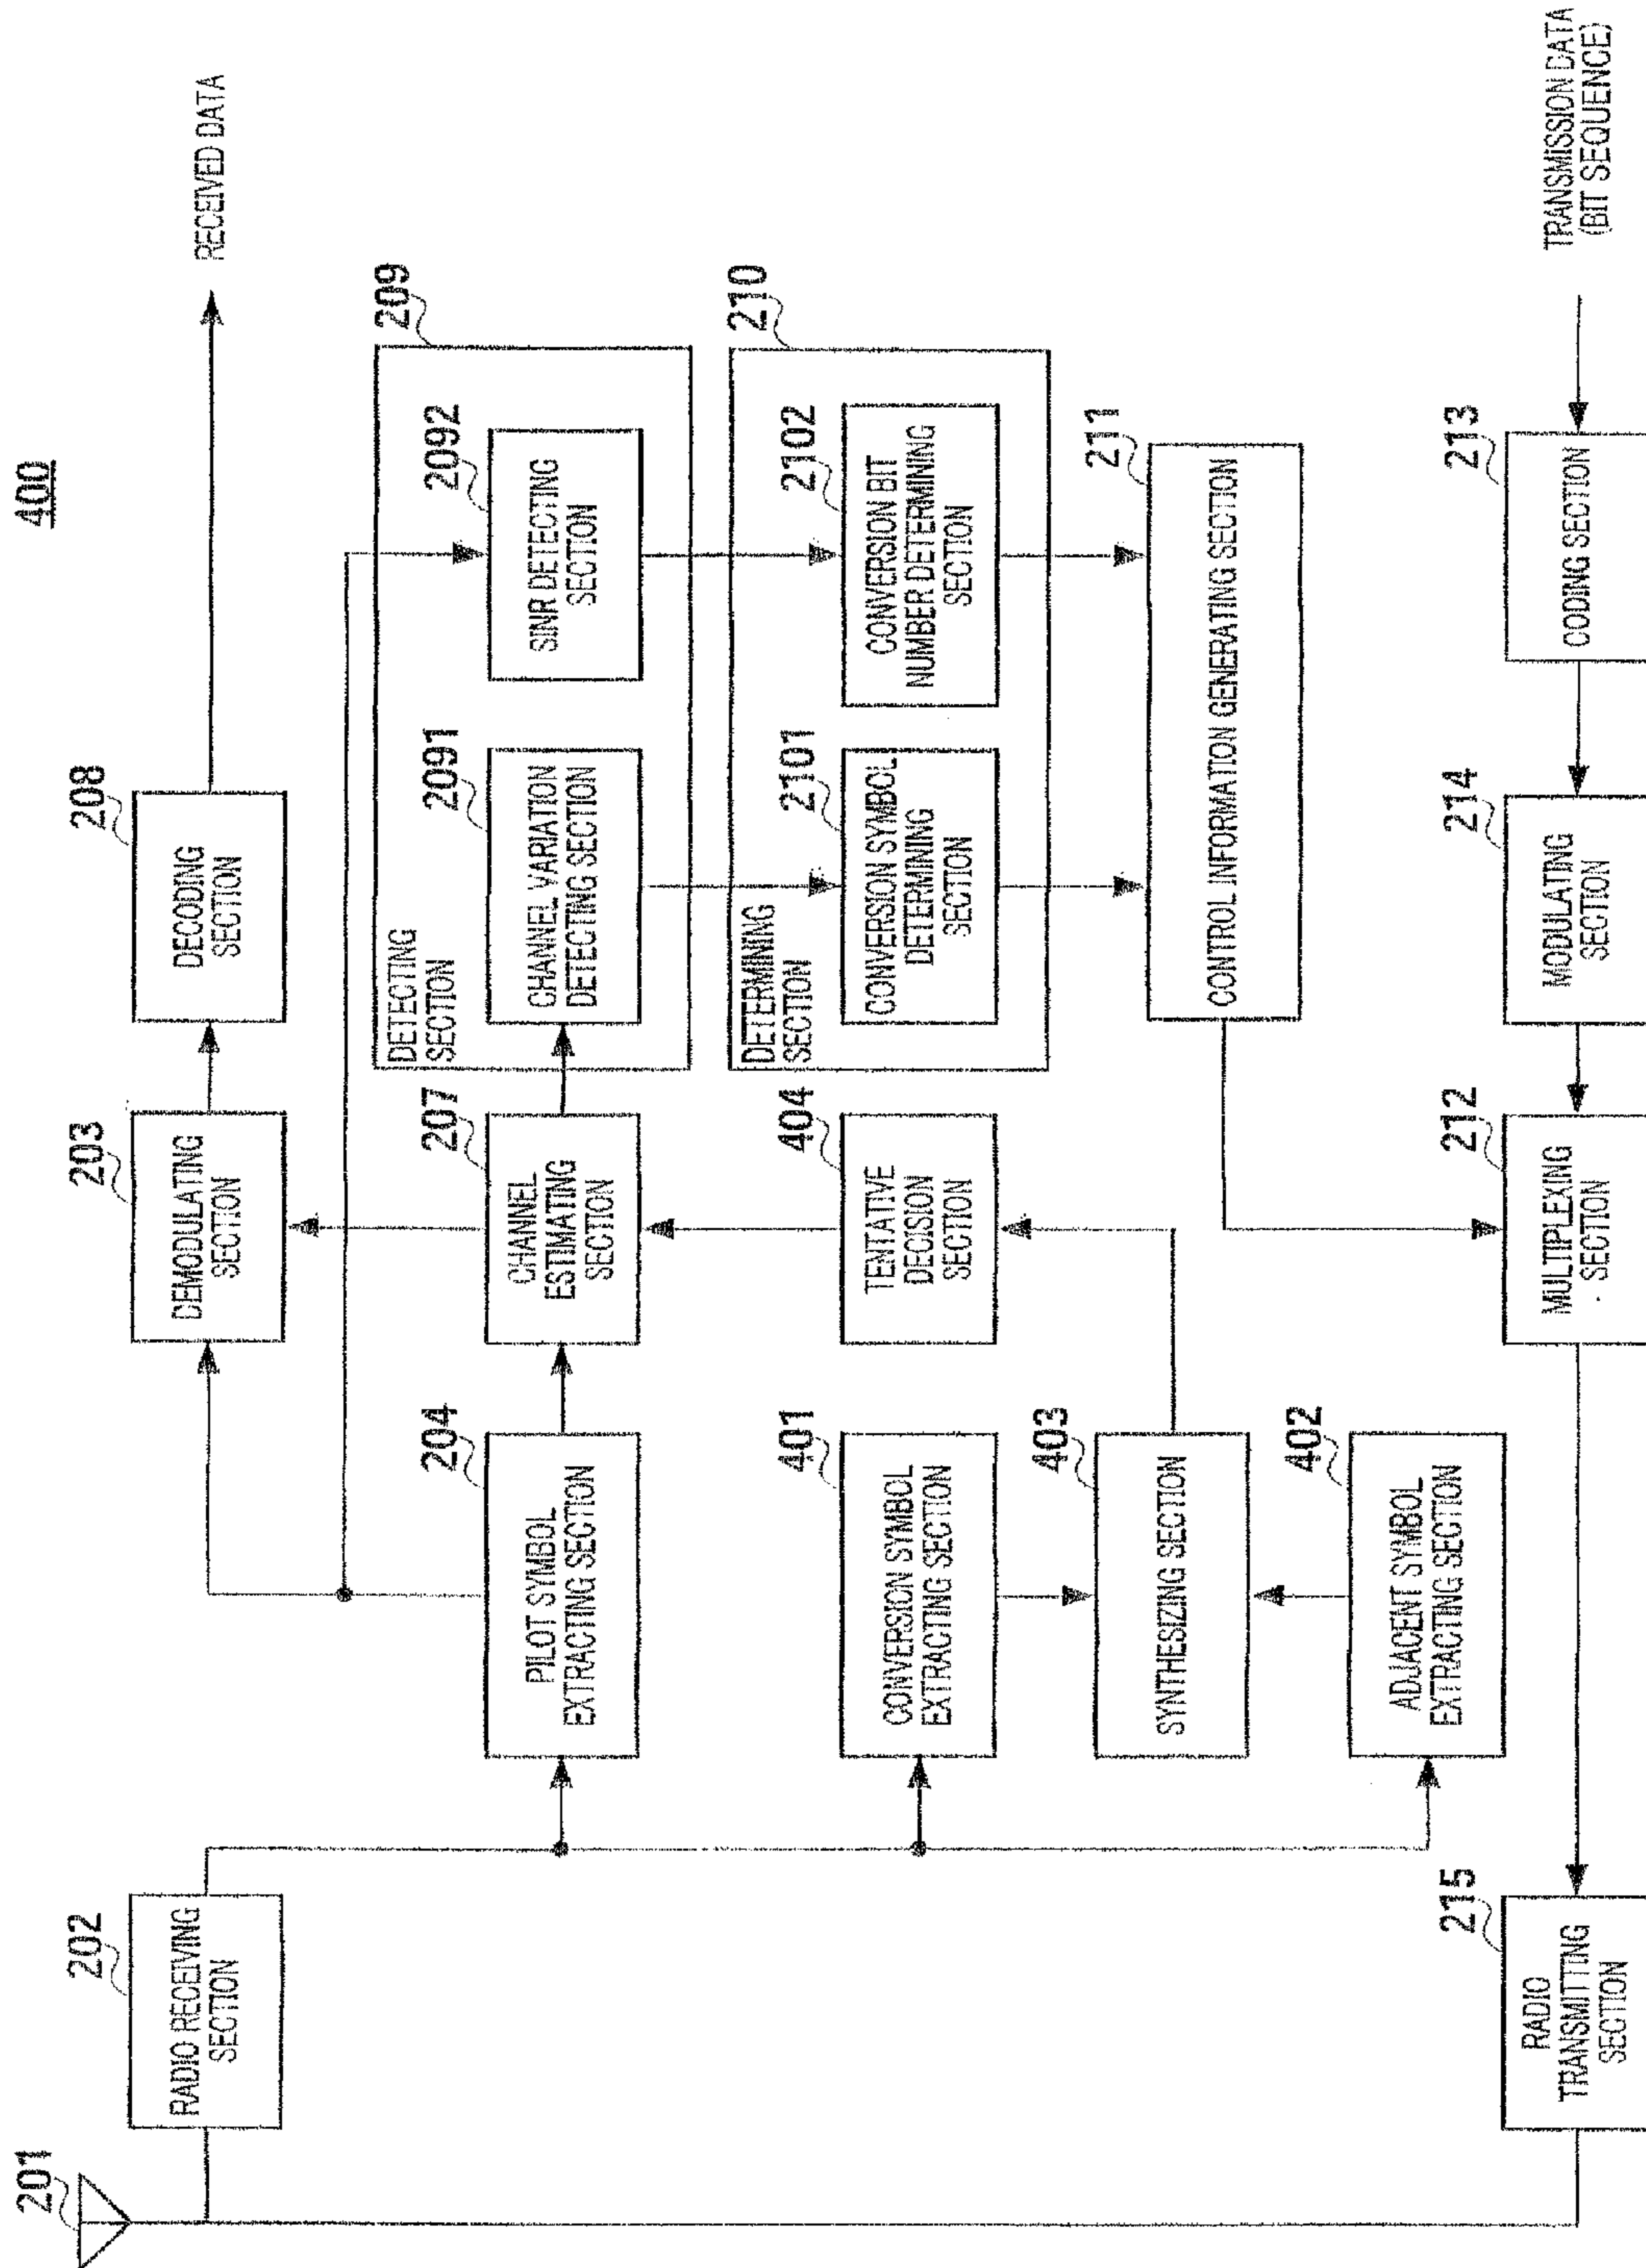 400
201
202
RADIO RECEIVING
SECTION
203
DEMODULATING
SECTION
208
DECODING
SECTION
RECEIVED DATA
204
PILOT SYMBOL
EXTRACTING SECTION
207
CHANNEL
ESTIMATING
SECTION
209
DETECTING
SECTION
2091
CHANNEL VARIATION
DETECTING SECTION
2092
SINR DETECTING
SECTION
401
CONVERSION SYMBOL
EXTRACTING SECTION
404
TENTATIVE
DECISION
SECTION
210
DETERMINING
SECTION
2101
CONVERSION SYMBOL
DETERMINING
SECTION
2102
CONVERSION BIT
NUMBER DETERMINING
SECTION
403
SYNTHESIZING SECTION
211
CONTROL INFORMATION GENERATING SECTION
402
ADJACENT SYMBOL
EXTRACTING SECTION
215
RADIO
TRANSMITTING
SECTION
212
MULTIPLEXING
SECTION
214
MODULATING
SECTION
213
CODING SECTION
TRANSMISSION DATA
(BIT SEQUENCE)